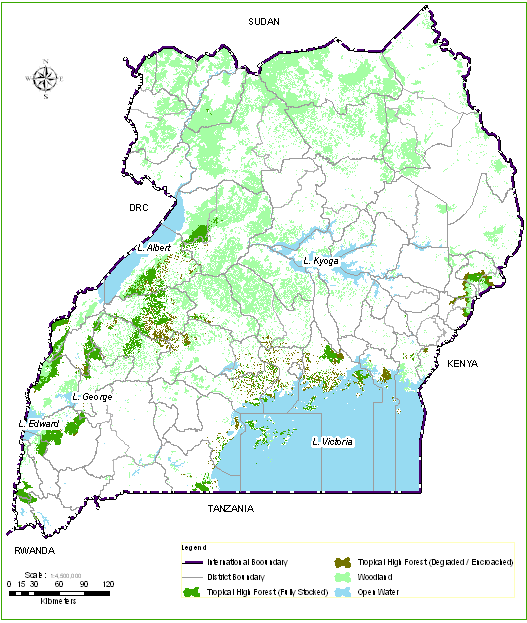 SUDAN
N
W E
S
DRC
L. Albert
L. Kyoga
KENYA
L. George
L. Edward
L. Victoria
TANZANIA
RWANDA
Legend
International Boundary
District Boundary
Tropical High Forest (Fully Stocked)
Tropical High Forest (Degraded / Encroached)
Woodland
Open Water
Scale :
0 15 30 60 90 120
Kilometers